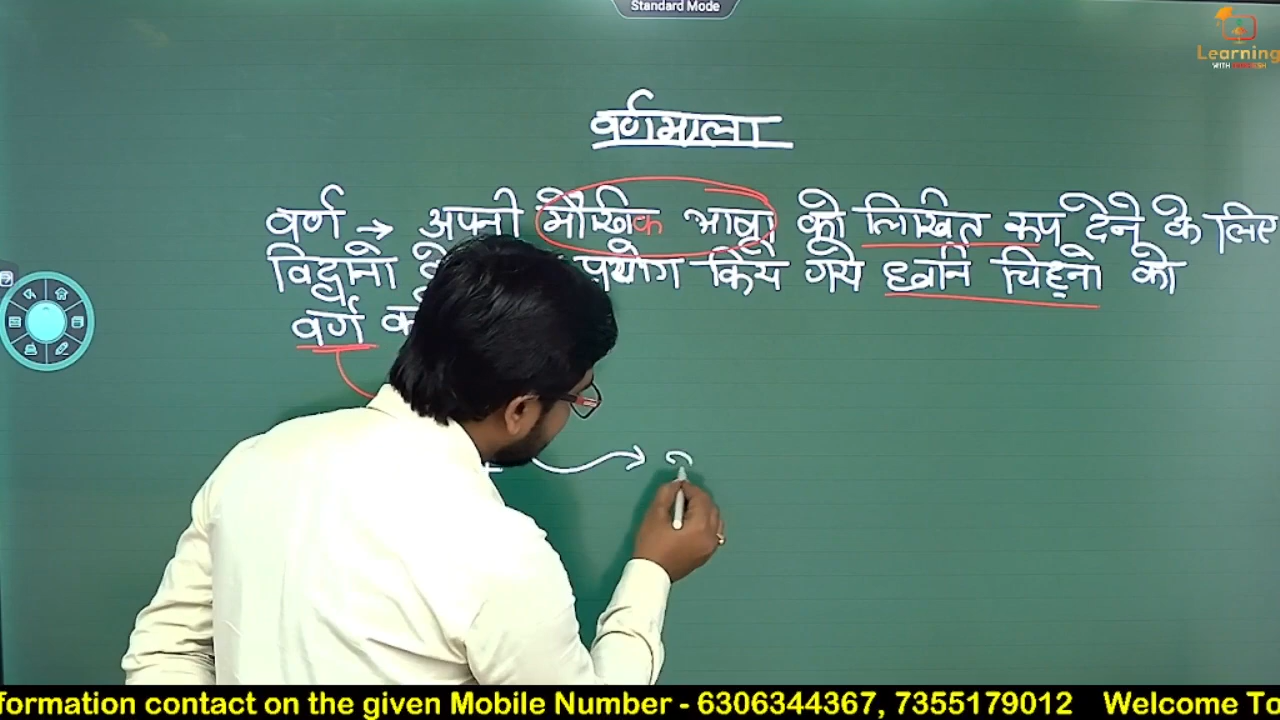 Standard Mode
Learning
WITH
वर्णमाला
वर्ण → अपनी मौखिक भाषा को लिखित रूप देने के लिए
विद्वानो प्रयोग किये गये ध्वनि चिह्नो को
वर्ण
formation contact on the given Mobile Number - 6306344367, 7355179012 Welcome To